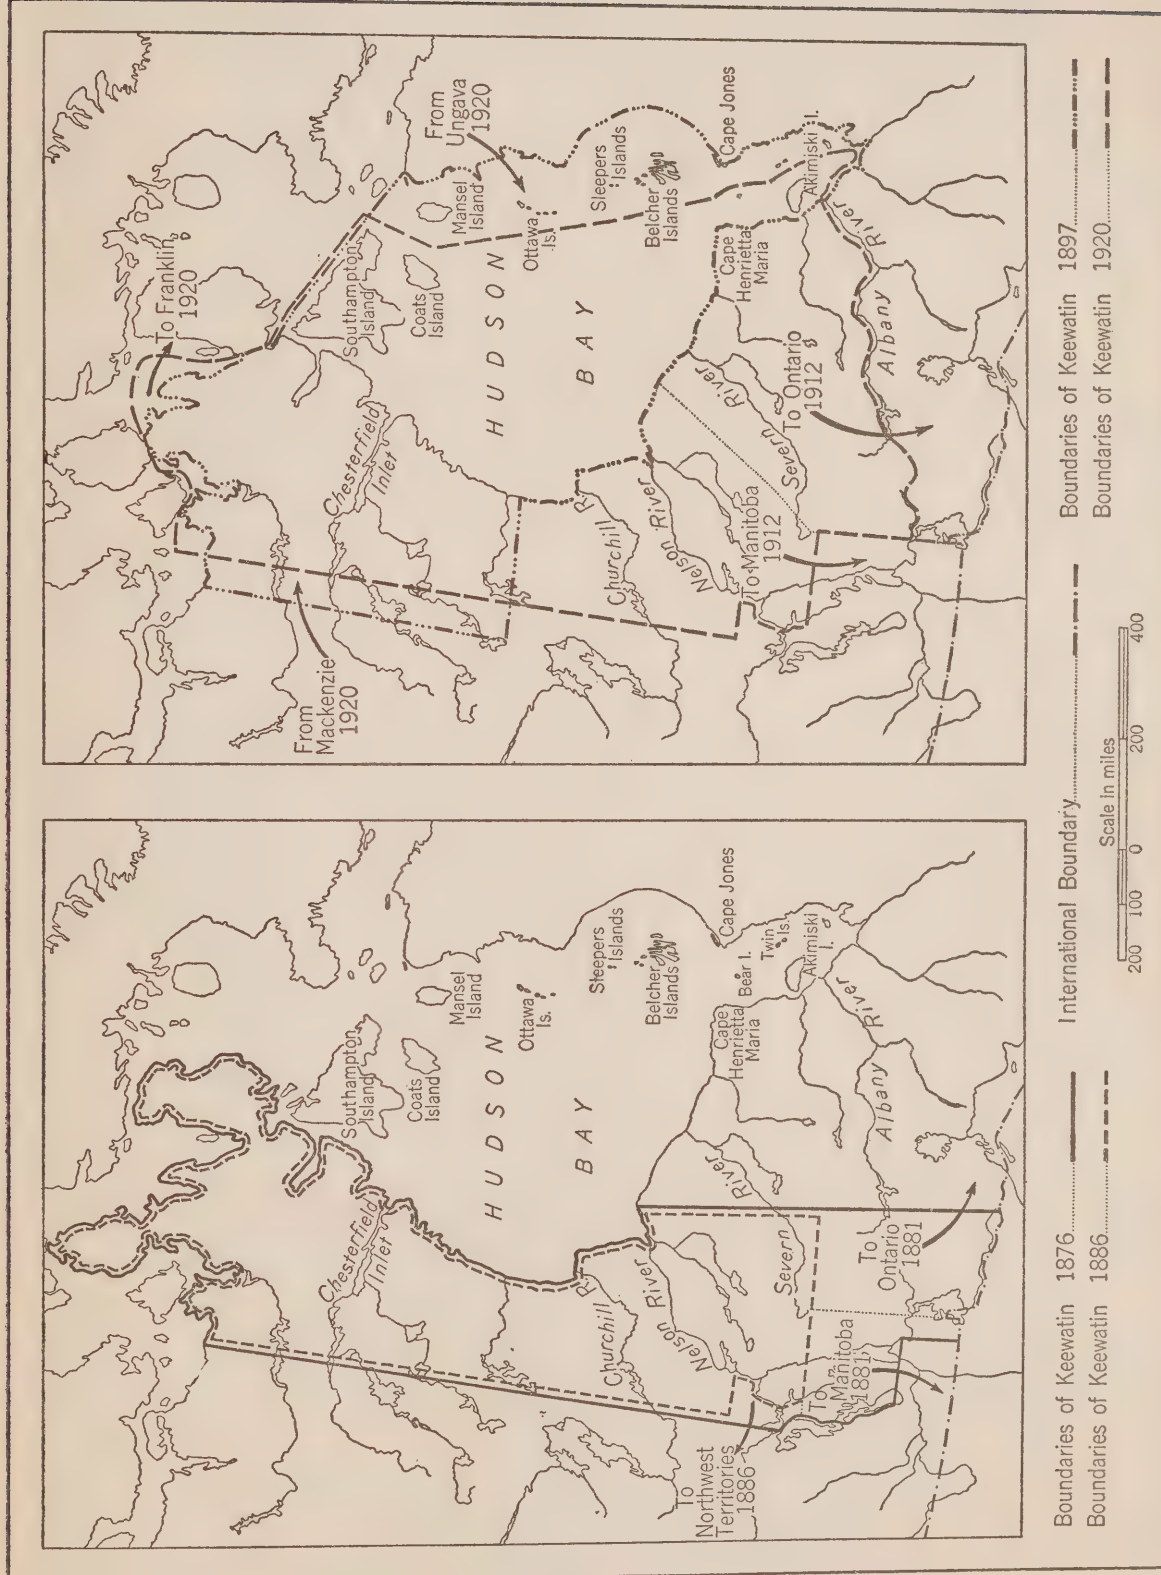 Chesterfield
Inlet
Southampton
Island
Coats
Island
Mansel
Island
HUDSON
BAY
Ottawa
Is.
Sleepers
Islands
Belcher
Islands
Cape Jones
Bear I.
Twin
Is.
Akimiski
I.
Cape
Henrietta
Maria
Churchill R
Nelson River
Severn River
Albany River
To
Northwest
Territories
1886
To
Manitoba
1881
To
Ontario
1881
To Franklin
1920
From
Mackenzie
1920
From
Ungava
1920
Chesterfield
Inlet
Southampton
Island
Coats
Island
Mansel
Island
HUDSON
BAY
Ottawa
Is.
Sleepers
Islands
Belcher
Islands
Cape Jones
Akimiski I.
Cape
Henrietta
Maria
Churchill R
Nelson River
Severn River
Albany River
To Manitoba
1912
To Ontario
1912
Boundaries of Keewatin 1876
Boundaries of Keewatin 1886
International Boundary
Scale in miles
200 100 0 200 400
Boundaries of Keewatin 1897
Boundaries of Keewatin 1920